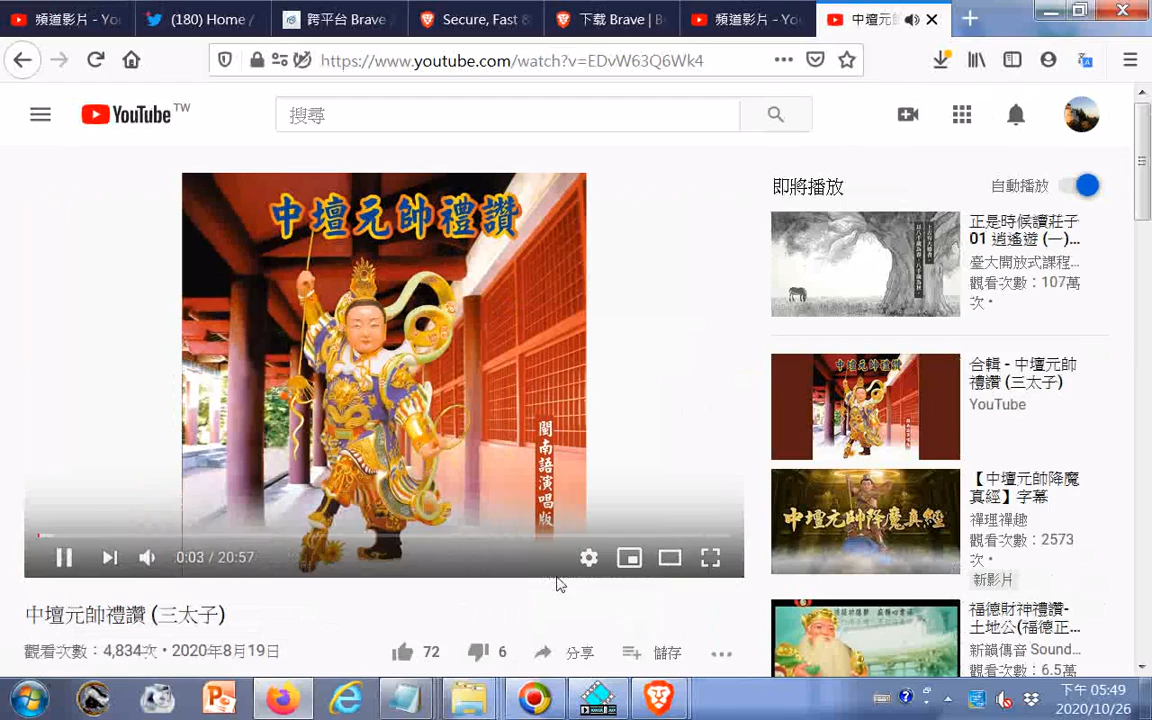 頻道影片 - Yo
(180) Home /
跨平台 Brave
Secure, Fast &
下载 Brave | B
頻道影片 - Yo
中壇元
https://www.youtube.com/watch?v=EDvW63Q6Wk4
YouTube TW
搜尋
中壇元帥禮讚
閩南語演唱版
0:03 / 20:57
中壇元帥禮讚 (三太子)
觀看次數：4,834次 • 2020年8月19日
72
6
分享
儲存
即將播放
自動播放
正是時候讀莊子
01 逍遙遊 (一)...
臺大開放式課程...
觀看次數：107萬
次 •
中壇元帥禮讚
合輯 - 中壇元帥
禮讚 (三太子)
YouTube
中壇元帥降魔真經
【中壇元帥降魔
真經】字幕
禪理禪趣
觀看次數：2573
次 •
新影片
福德財神禮讚-
土地公(福德正...
新韻傳音 Sound...
觀看次數：6.5萬
下午 05:49
2020/10/26